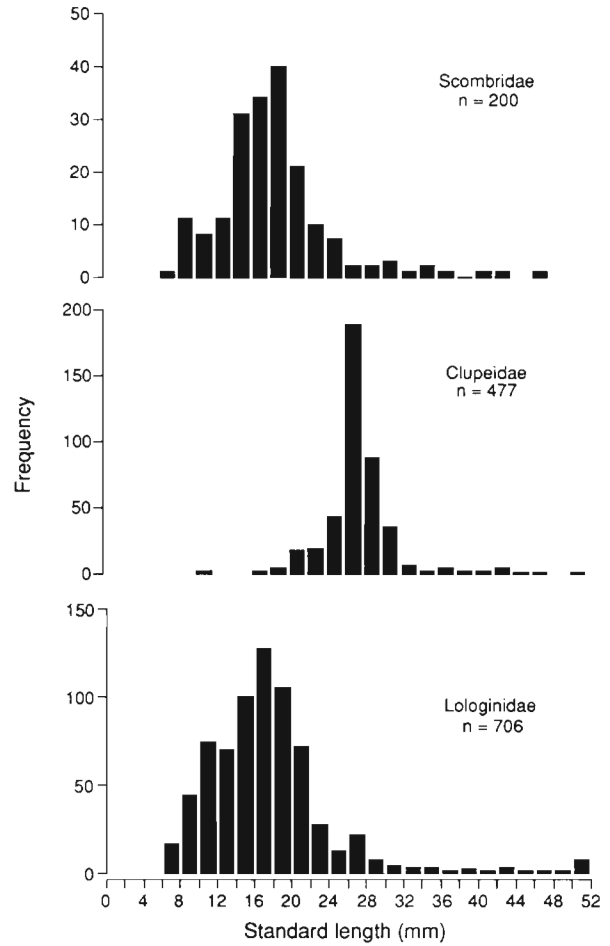 50
40
30
20
10
0
Scombridae
n = 200
200
150
100
50
0
Clupeidae
n = 477
Frequency
150
100
50
0
Lologinidae
n = 706
0 4 8 12 16 20 24 28 32 36 40 44 48 52
Standard length (mm)